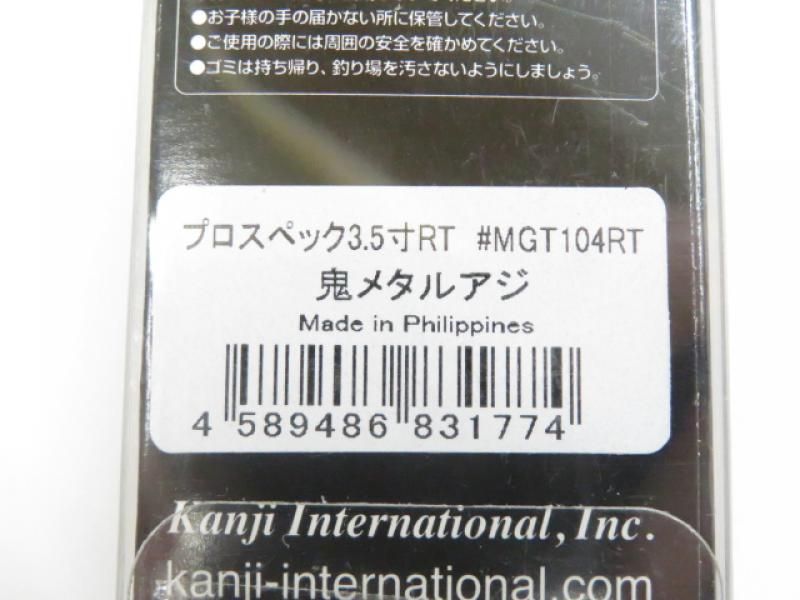 ●お子様の手の届かない所に保管してください。
●ご使用の際には周囲の安全を確かめてください。
●ゴミは持ち帰り、釣り場を汚さないようにしましょう。
プロスペック3.5寸RT #MGT104RT
鬼メタルアジ
Made in Philippines
4 589486 831774
Kanji International, Inc.
kanji-international.com